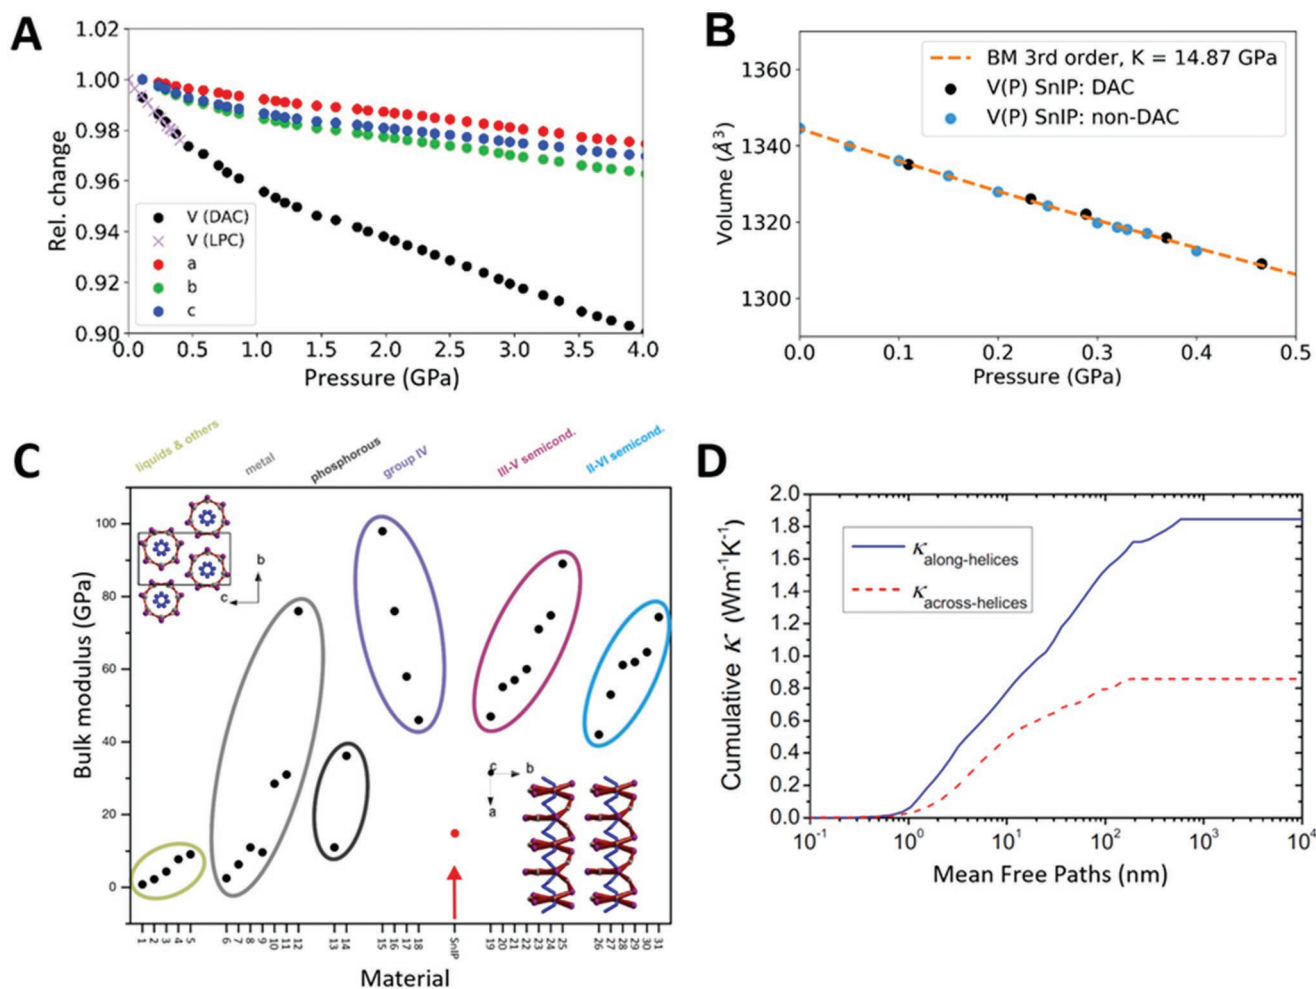 A
1.02
1.00
0.98
0.96
0.94
0.92
0.90
Rel. change
V (DAC)
V (LPC)
a
b
c
0.0 0.5 1.0 1.5 2.0 2.5 3.0 3.5 4.0
Pressure (GPa)
B
1360
1340
1320
1300
Volume (Å³)
BM 3rd order, K = 14.87 GPa
V(P) SnIP: DAC
V(P) SnIP: non-DAC
0.0 0.1 0.2 0.3 0.4 0.5
Pressure (GPa)
C
liquids & others
metal
phosphorous
group IV
III-V semicond.
II-VI semicond.
100
80
60
40
20
0
Bulk modulus (GPa)
b
c
c
b
a
1 2 3 4 5 6 7 8 9 10 11 12 13 14 15 16 17 18 SnIP 19 20 21 22 23 24 25 26 27 28 29 30 31
Material
D
2.0
1.8
1.6
1.4
1.2
1.0
0.8
0.6
0.4
0.2
0.0
Cumulative κ (Wm⁻¹K⁻¹)
κ along-helices
κ across-helices
10⁻¹ 10⁰ 10¹ 10² 10³ 10⁴
Mean Free Paths (nm)